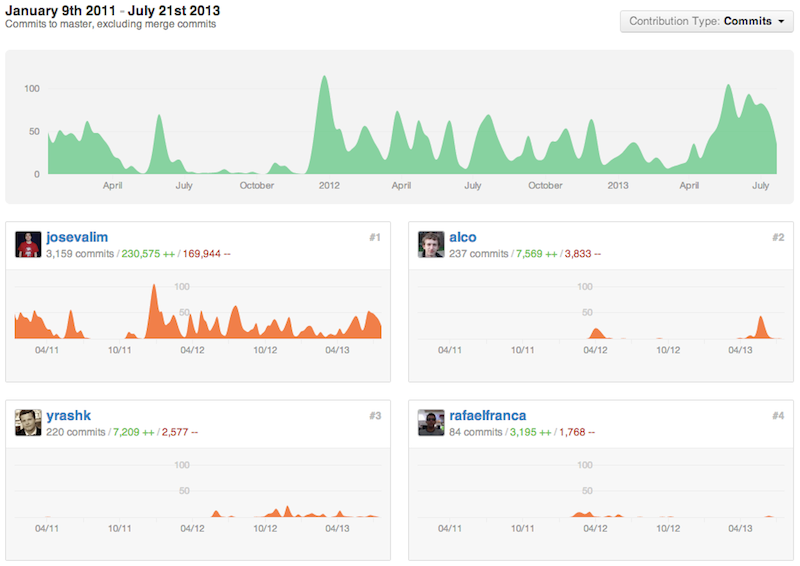 January 9th 2011 - July 21st 2013
Commits to master, excluding merge commits
Contribution Type: Commits
100
50
0
April July October 2012 April July October 2013 April July
josevalim #1
3,159 commits / 230,575 ++ / 169,944 --
100
50
04/11 10/11 04/12 10/12 04/13
alco #2
237 commits / 7,569 ++ / 3,833 --
100
50
04/11 10/11 04/12 10/12 04/13
yrashk #3
220 commits / 7,209 ++ / 2,577 --
100
50
04/11 10/11 04/12 10/12 04/13
rafaelfranca #4
84 commits / 3,195 ++ / 1,768 --
100
50
04/11 10/11 04/12 10/12 04/13